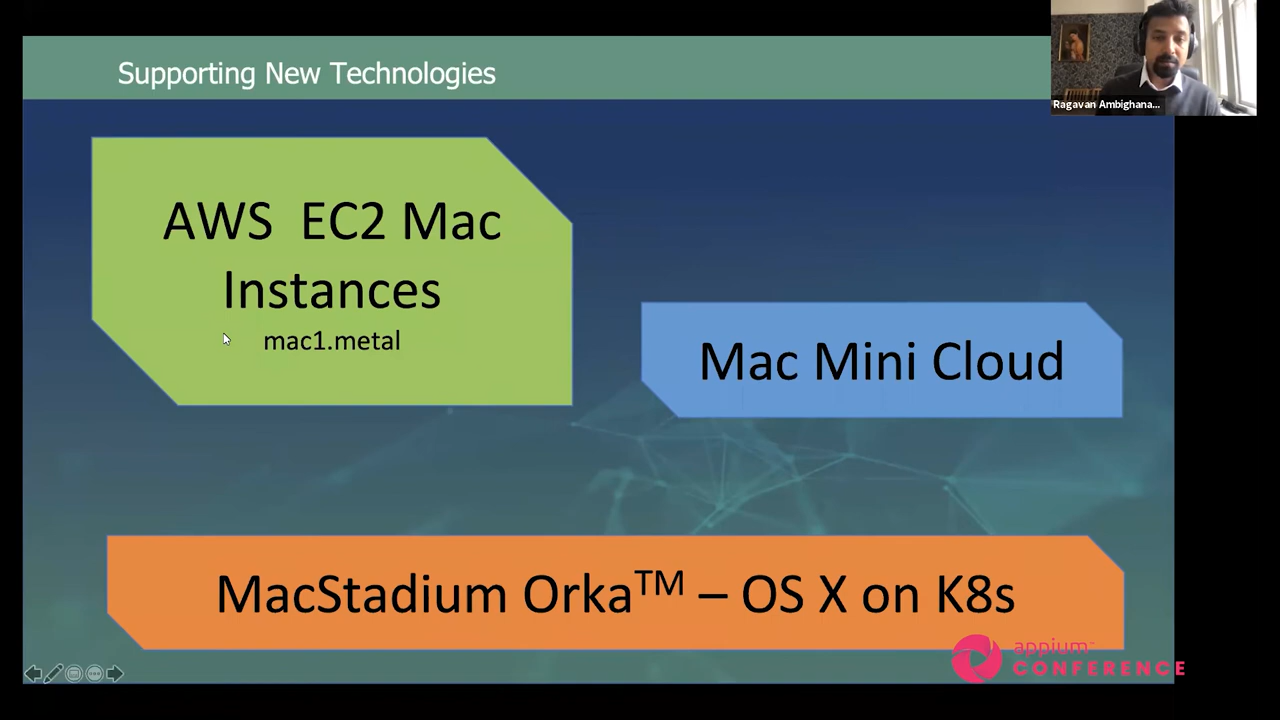 Supporting New Technologies
Ragavan Ambighana...
AWS  EC2 Mac
Instances
mac1.metal
Mac Mini Cloud
MacStadium Orka™ – OS X on K8s
appium™
CONFERENCE